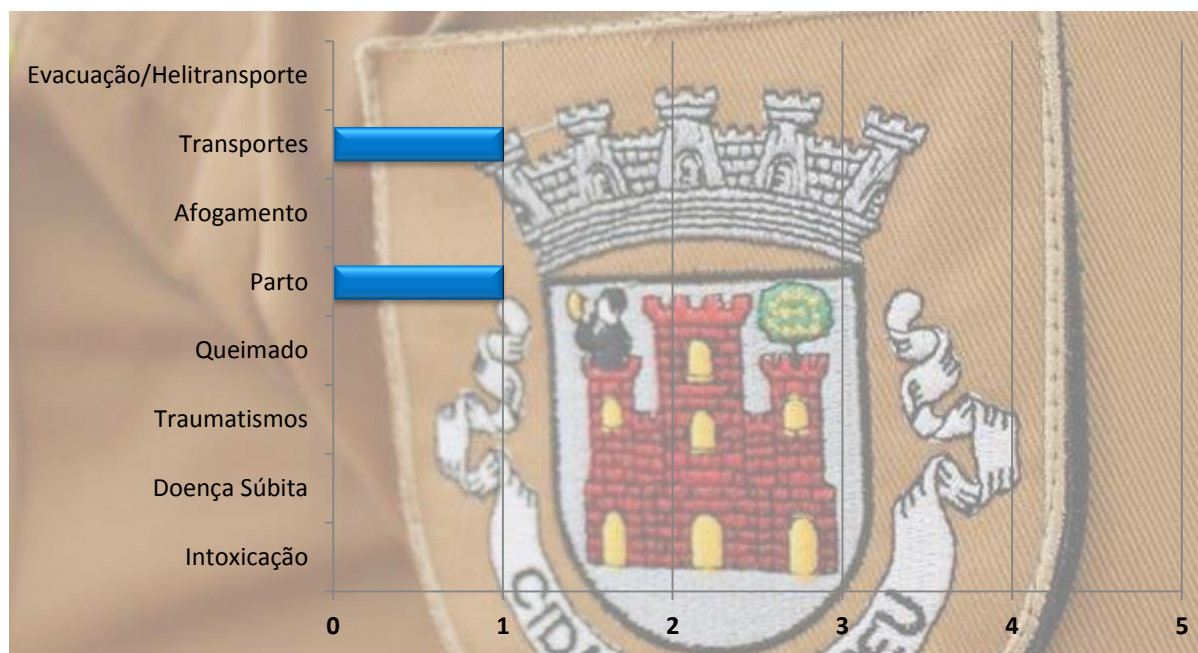 Evacuação/Helitransporte
Transportes
Afogamento
Parto
Queimado
Traumatismos
Doença Súbita
Intoxicação
0 1 2 3 4 5